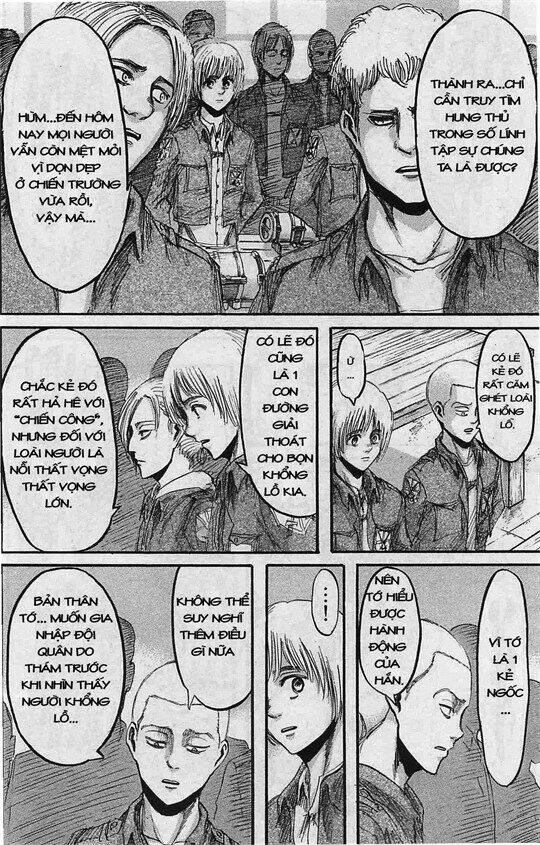 THÀNH RA...CHỈ
CẦN TRUY TÌM
HUNG THỦ
TRONG SỐ LÍNH
TẬP SỰ CHÚNG
TA LÀ ĐƯỢC?
HỪM...ĐẾN HÔM
NAY MỌI NGƯỜI
VẪN CÒN MỆT MỎI
VÌ DỌN DẸP
Ở CHIẾN TRƯỜNG
VỪA RỒI,
VẬY MÀ...
CÓ LẼ
KẺ ĐÓ
RẤT CĂM
GHÉT LOÀI
KHỔNG
LỒ.
Ừ
...
CÓ LẼ ĐÓ
CŨNG
LÀ 1
CON
ĐƯỜNG
GIẢI
THOÁT
CHO BỌN
KHỔNG
LỒ KIA.
CHẮC KẺ ĐÓ
RẤT HẢ HÊ VỚI
"CHIẾN CÔNG",
NHƯNG ĐỐI VỚI
LOÀI NGƯỜI LÀ
NỖI THẤT VỌNG
THẤT VỌNG
LỚN.
VÌ TỚ
LÀ 1
KẺ
NGỐC
...
NÊN
TỚ HIỂU
ĐƯỢC
HÀNH
ĐỘNG
CỦA
HẮN.
...!
KHÔNG THỂ
SUY NGHĨ
THÊM ĐIỀU
GÌ NỮA
BẢN THÂN
TỚ... MUỐN GIA
NHẬP ĐỘI
QUÂN DO
THÁM TRƯỚC
KHI NHÌN THẤY
NGƯỜI KHỔNG
LỒ...